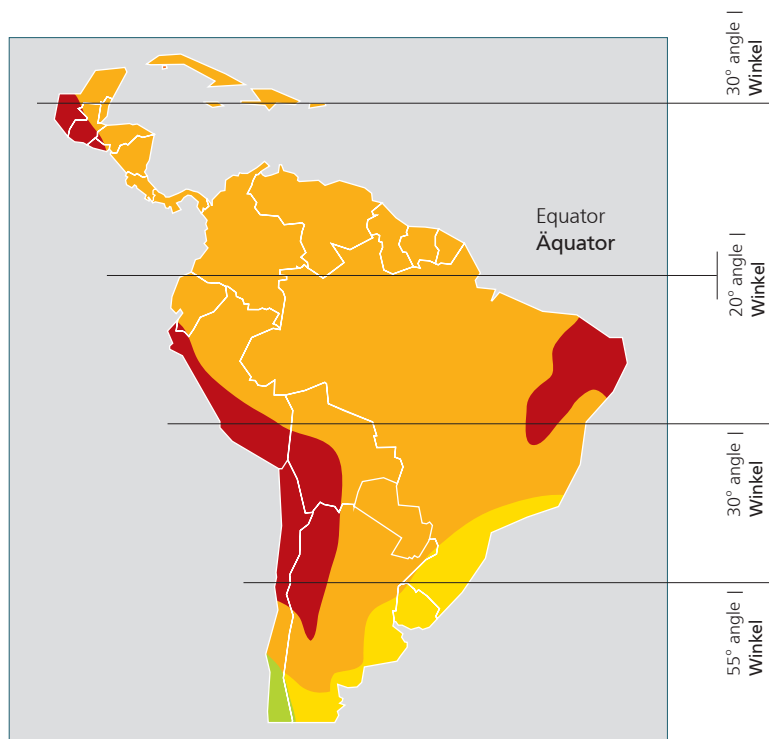 30° angle |
Winkel
Equator
Äquator
20° angle |
Winkel
30° angle |
Winkel
55° angle |
Winkel